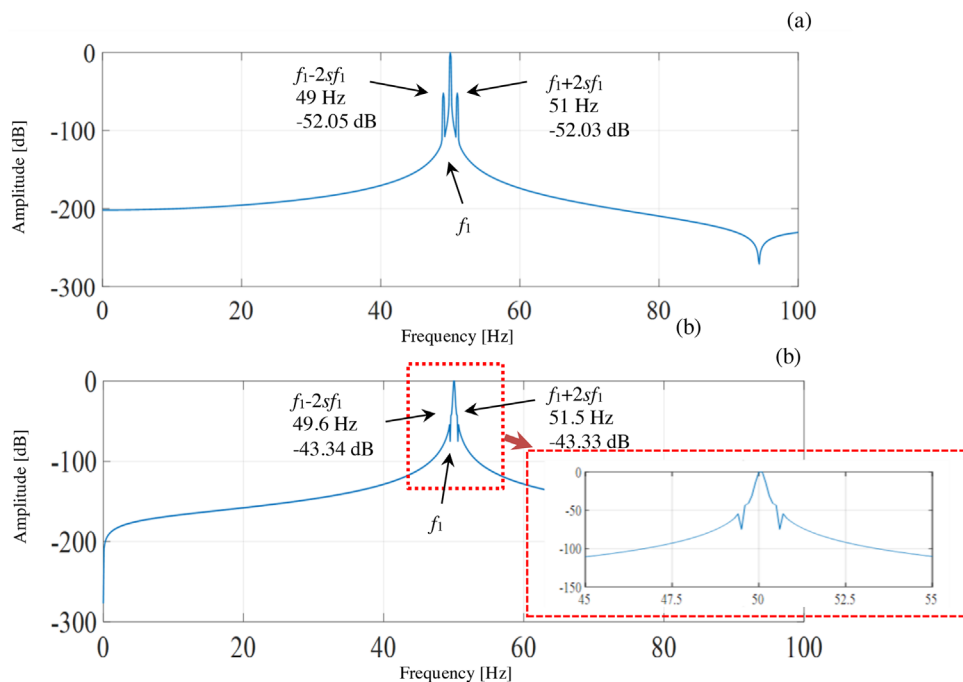 (a)
0
-100
-200
-300
Amplitude [dB]
f1-2sf1
49 Hz
-52.05 dB
f1+2sf1
51 Hz
-52.03 dB
f1
0 20 40 60 80 100
Frequency [Hz]
(b)
(b)
0
-100
-200
-300
Amplitude [dB]
f1-2sf1
49.6 Hz
-43.34 dB
f1+2sf1
51.5 Hz
-43.33 dB
f1
0
-50
-100
-150
45 47.5 50 52.5 55
0 20 40 60 80 100
Frequency [Hz]